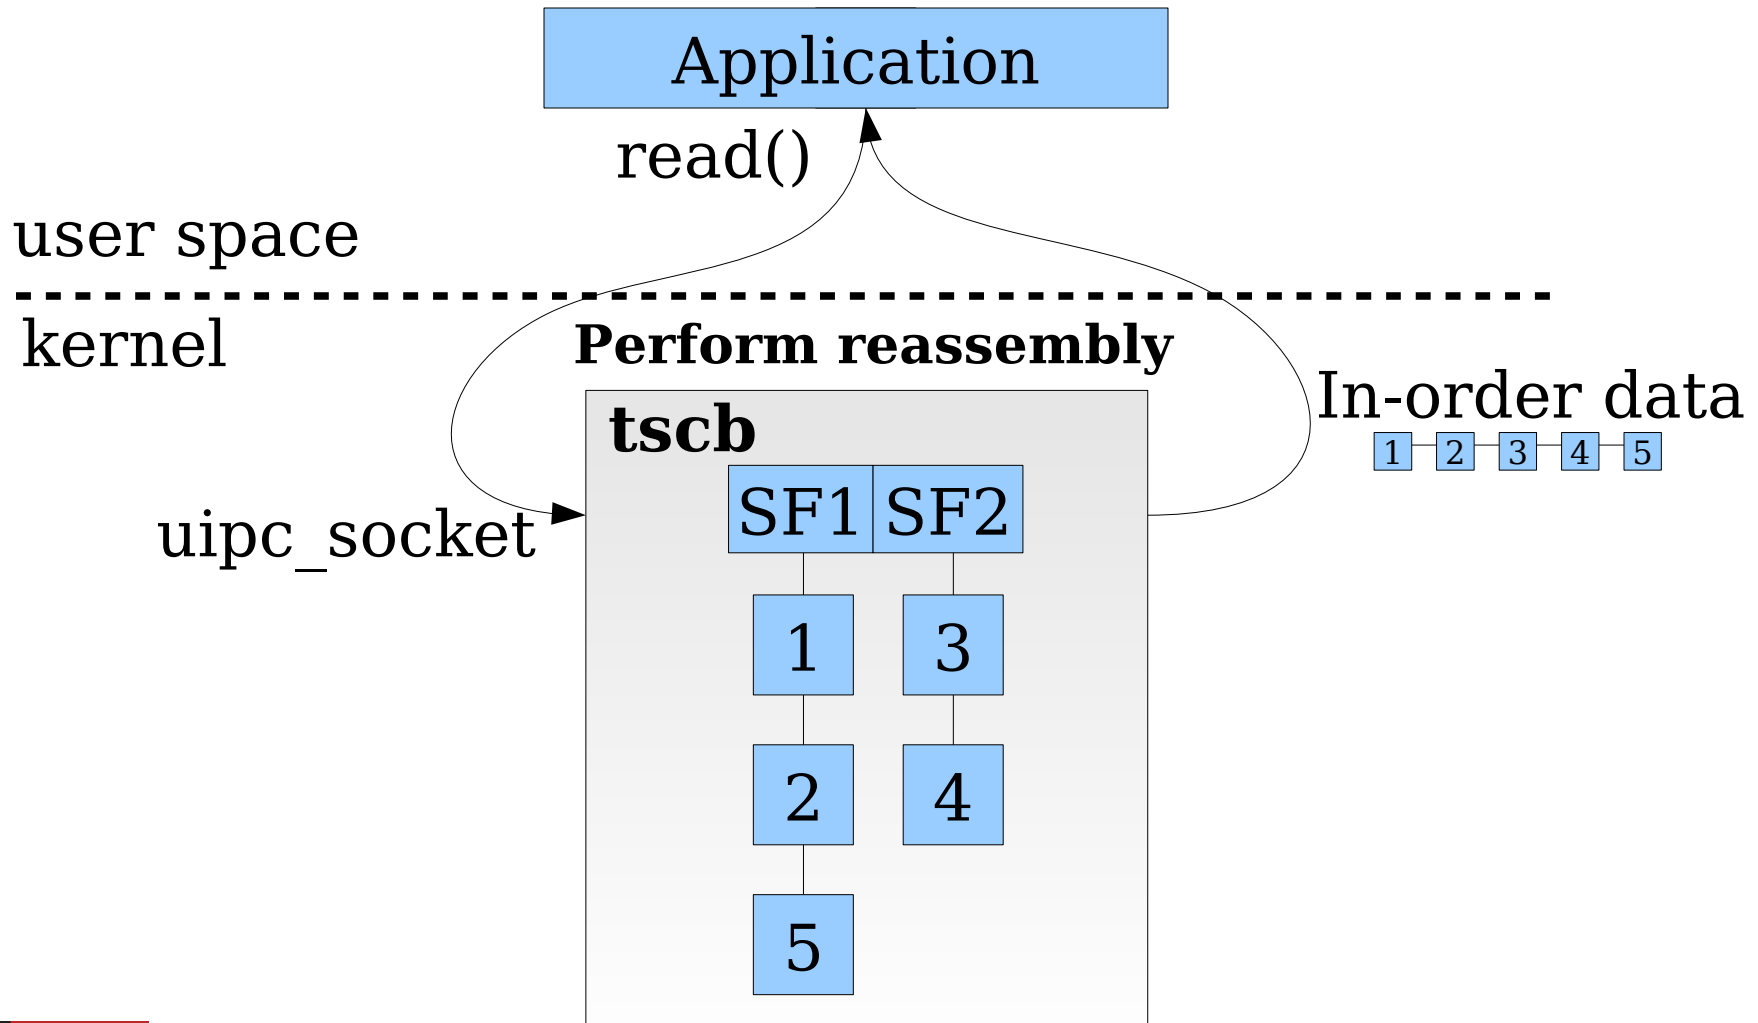 Application
read()
user space
kernel
Perform reassembly
In-order data
1 2 3 4 5
tscb
SF1 SF2
uipc_socket
1 3
2 4
5